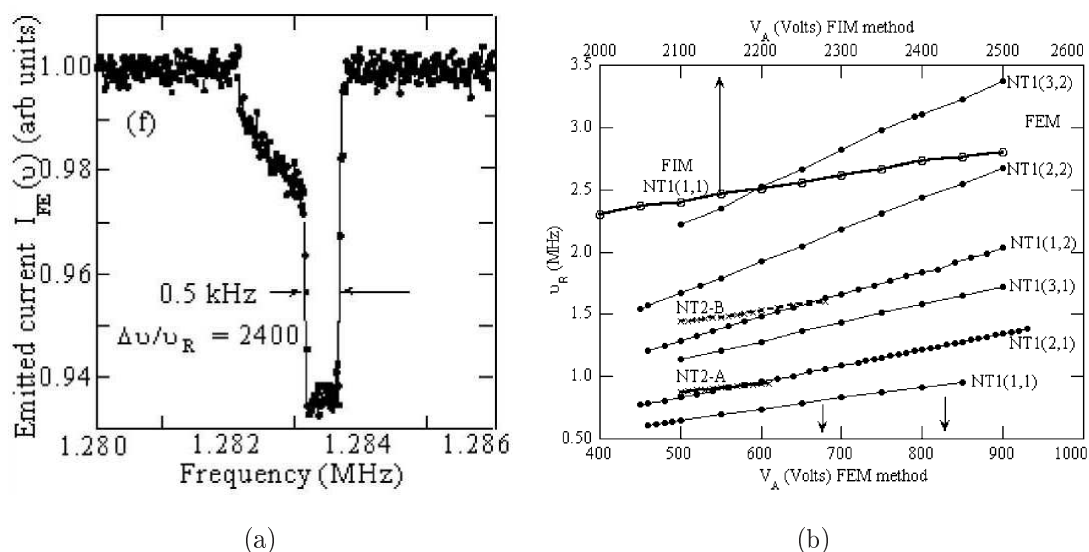 Emitted current I_FE(υ) (arb units)
1.00
0.98
0.96
0.94
(f)
0.5 kHz
Δυ/υ_R = 2400
1.280
1.282
1.284
1.286
Frequency (MHz)
(a)
V_A (Volts) FIM method
2000
2100
2200
2300
2400
2500
2600
υ_R (MHz)
3.5
3.0
2.5
2.0
1.5
1.0
0.50
NT1(3,2)
FEM
FIM
NT1(1,1)
NT1(2,2)
NT1(1,2)
NT2-B
NT1(3,1)
NT1(2,1)
NT2-A
NT1(1,1)
400
500
600
700
800
900
1000
V_A (Volts) FEM method
(b)